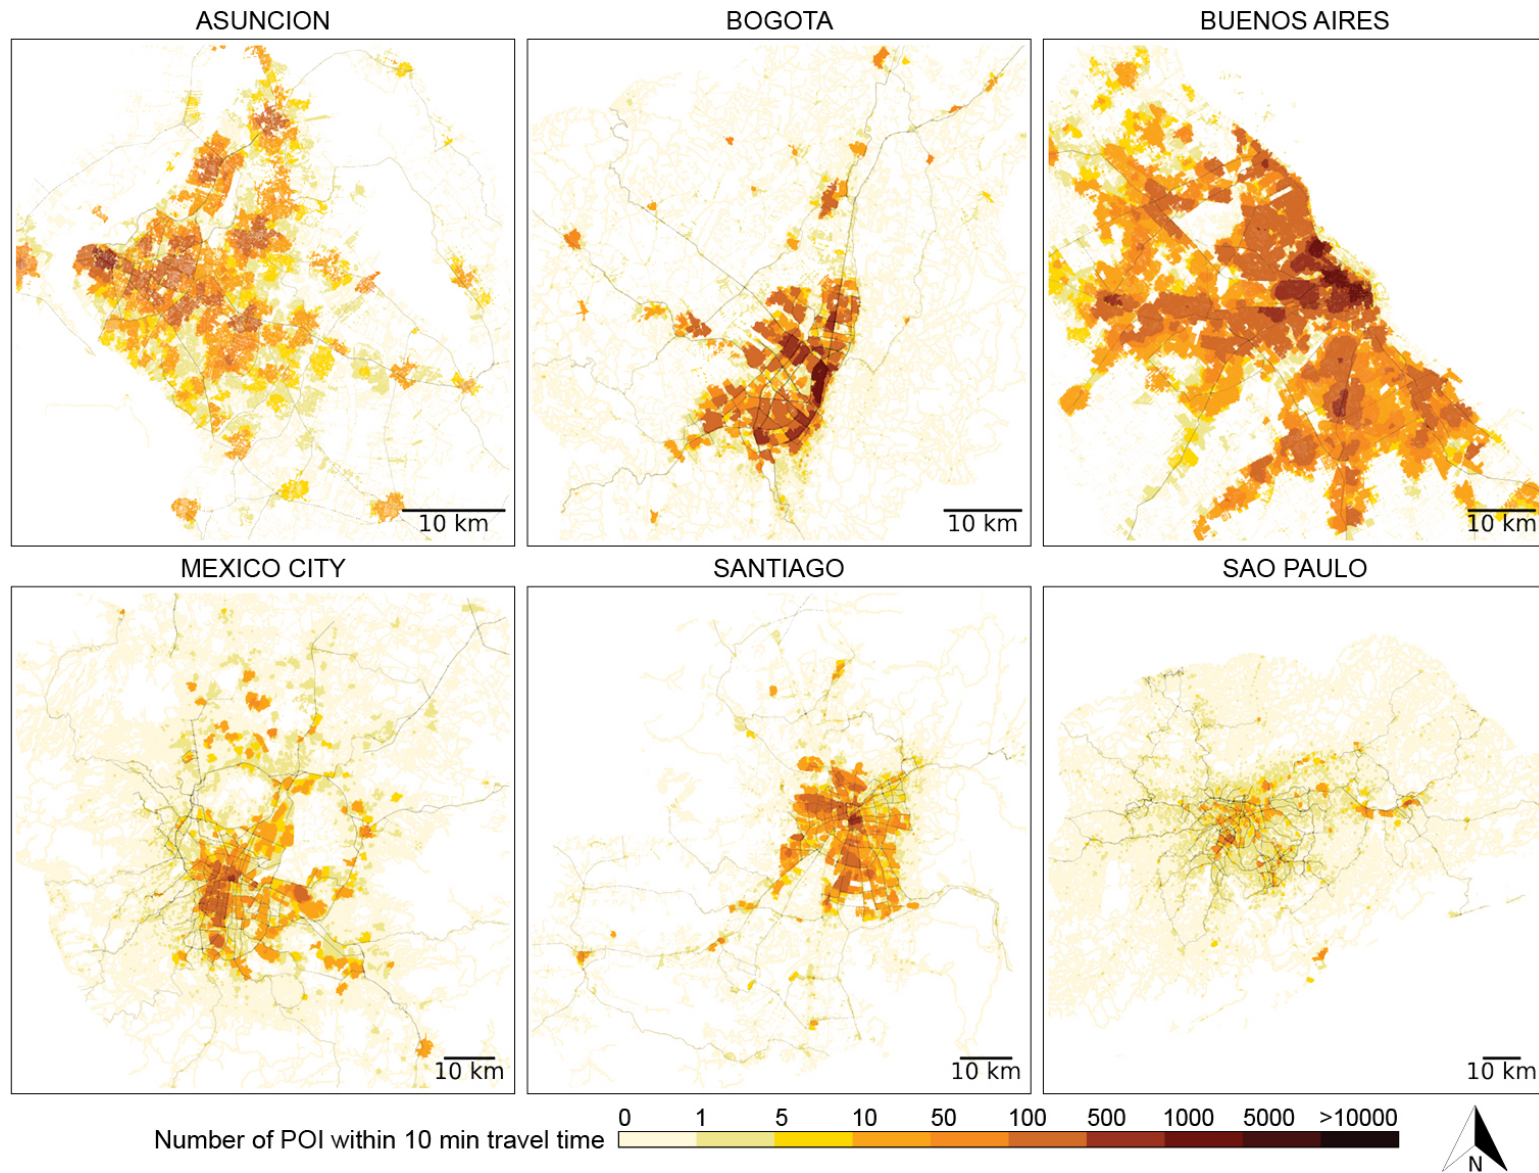 ASUNCION
BOGOTA
BUENOS AIRES
10 km
10 km
10 km
MEXICO CITY
SANTIAGO
SAO PAULO
10 km
10 km
10 km
0 1 5 10 50 100 500 1000 5000 >10000
Number of POI within 10 min travel time
N